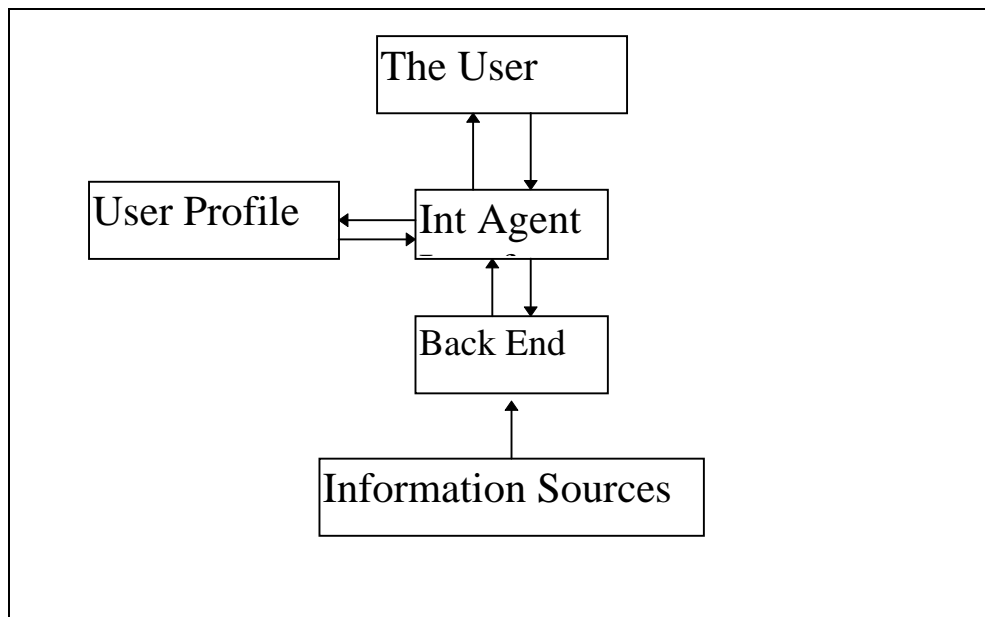 The User
User Profile
Int Agent
Back End
Information Sources